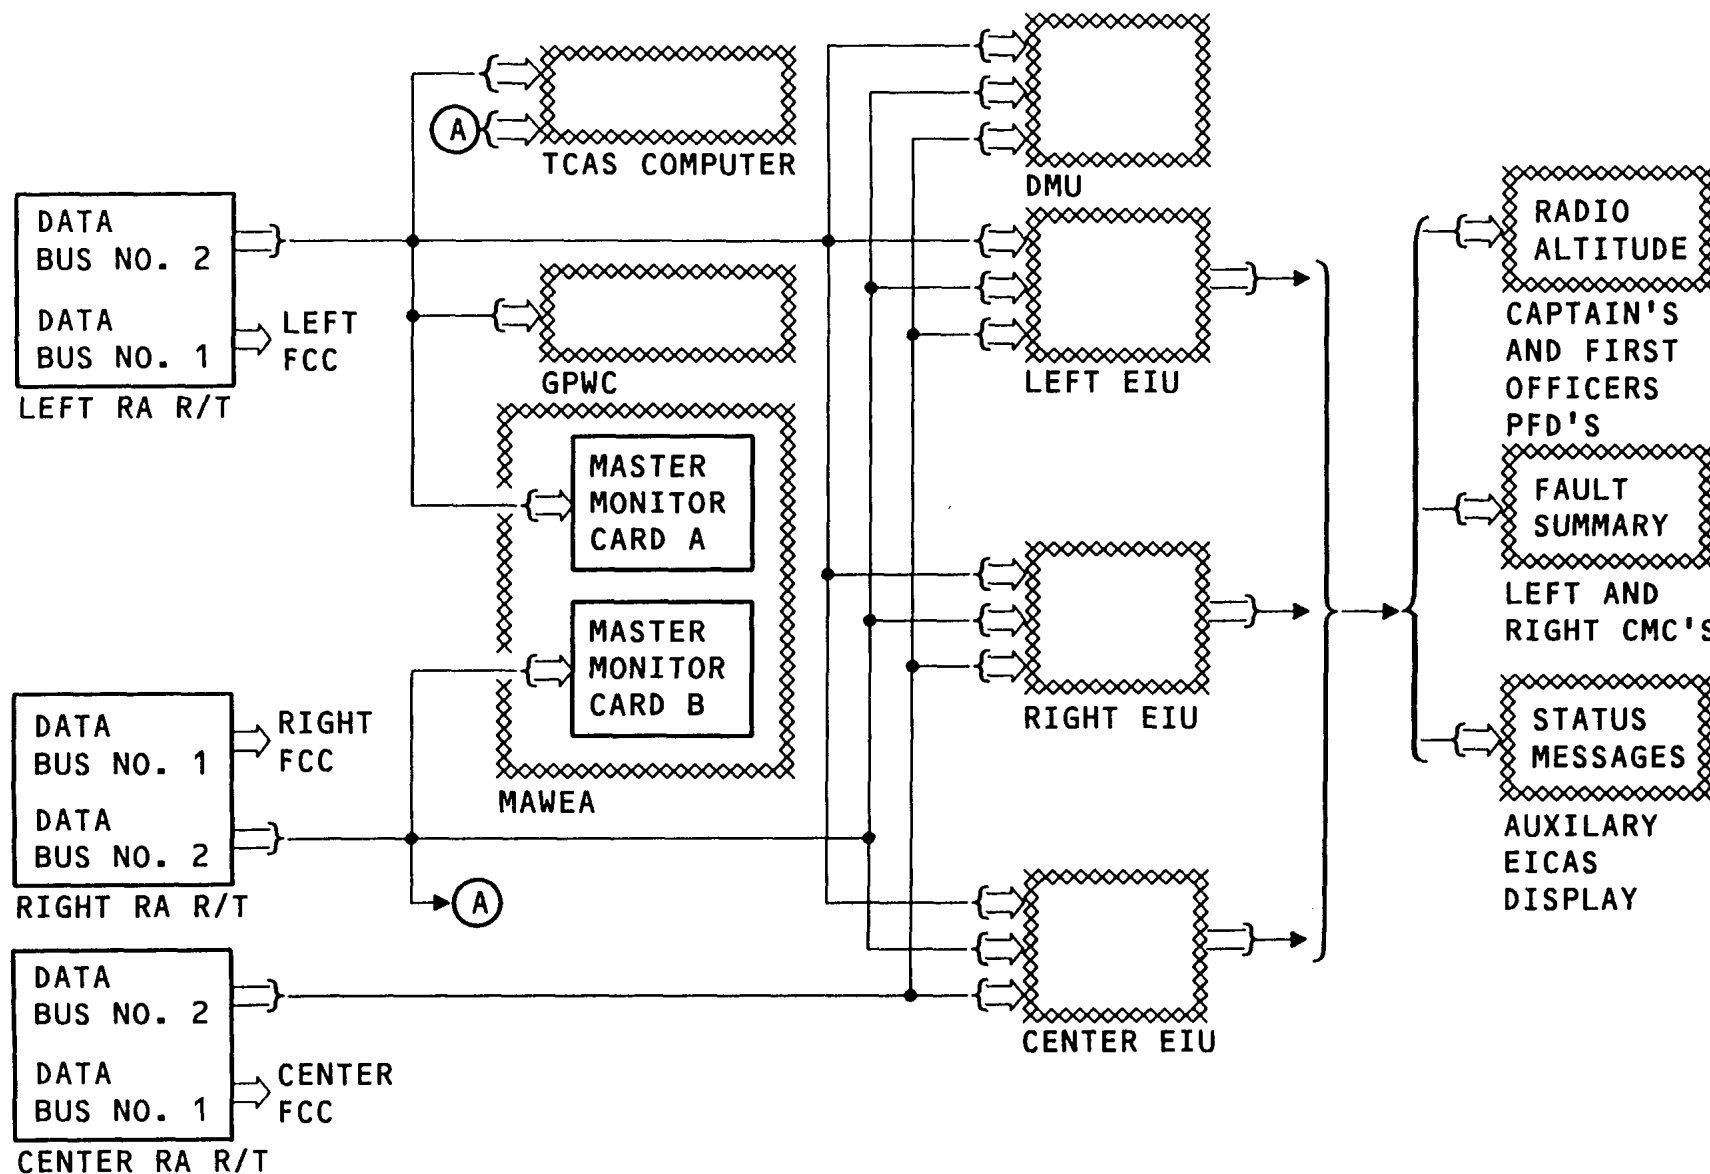 DATA
BUS NO. 2
DATA
BUS NO. 1
LEFT RA R/T
LEFT
FCC
A
TCAS COMPUTER
GPWC
MASTER
MONITOR
CARD A
MASTER
MONITOR
CARD B
MAWEA
DATA
BUS NO. 1
DATA
BUS NO. 2
RIGHT RA R/T
RIGHT
FCC
A
DATA
BUS NO. 2
DATA
BUS NO. 1
CENTER RA R/T
CENTER
FCC
DMU
LEFT EIU
RIGHT EIU
CENTER EIU
RADIO
ALTITUDE
CAPTAIN'S
AND FIRST
OFFICERS
PFD'S
FAULT
SUMMARY
LEFT AND
RIGHT CMC'S
STATUS
MESSAGES
AUXILARY
EICAS
DISPLAY